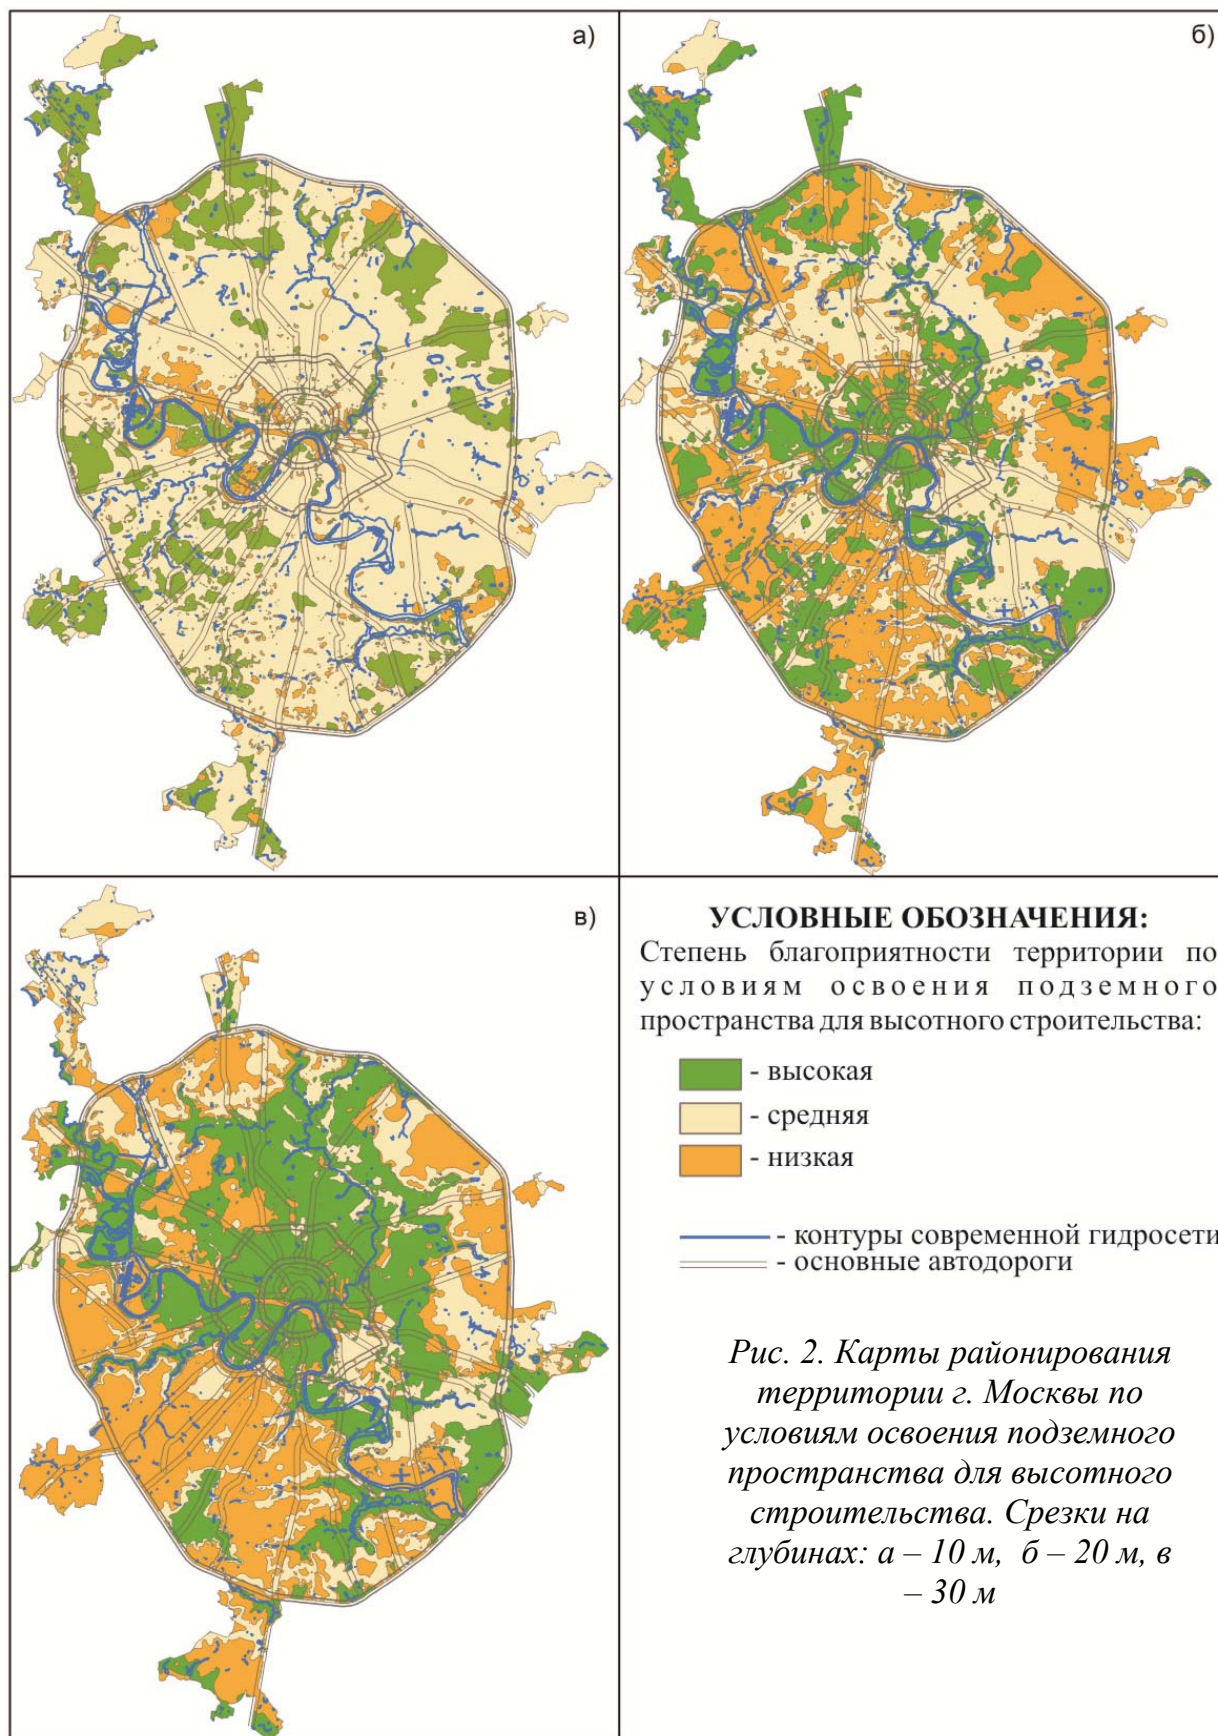 а)
б)
в)
УСЛОВНЫЕ ОБОЗНАЧЕНИЯ:
Степень благоприятности территории по
условиям освоения подземного
пространства для высотного строительства:
- высокая
- средняя
- низкая
- контуры современной гидросети
- основные автодороги
Рис. 2. Карты районирования
территории г. Москвы по
условиям освоения подземного
пространства для высотного
строительства. Срезки на
глубинах: а – 10 м, б – 20 м, в
– 30 м